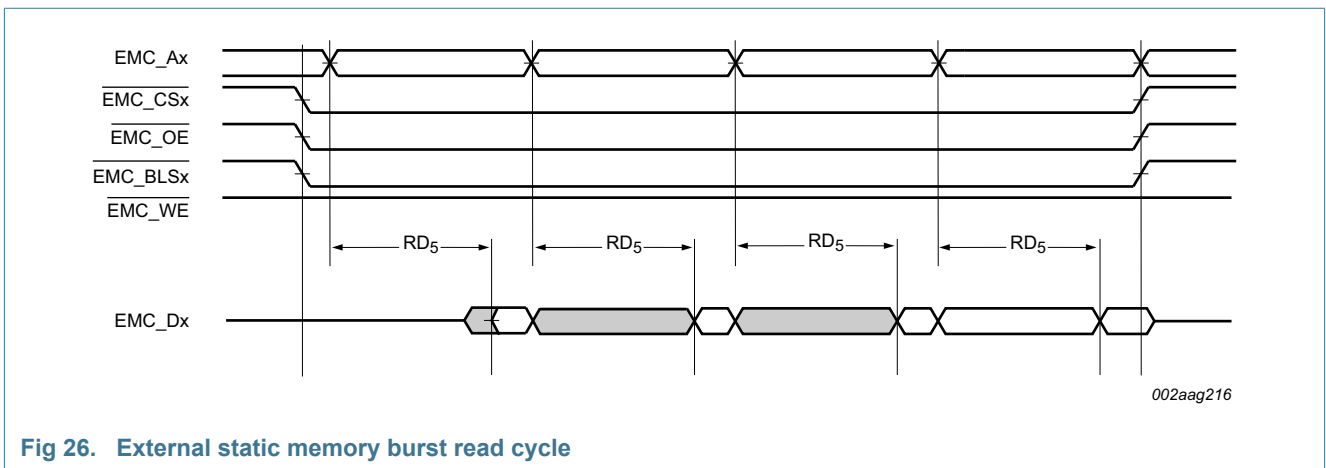 EMC_Ax
EMC_CSx
EMC_OE
EMC_BLSx
EMC_WE
RD5 RD5 RD5 RD5
EMC_Dx
002aag216
Fig 26. External static memory burst read cycle